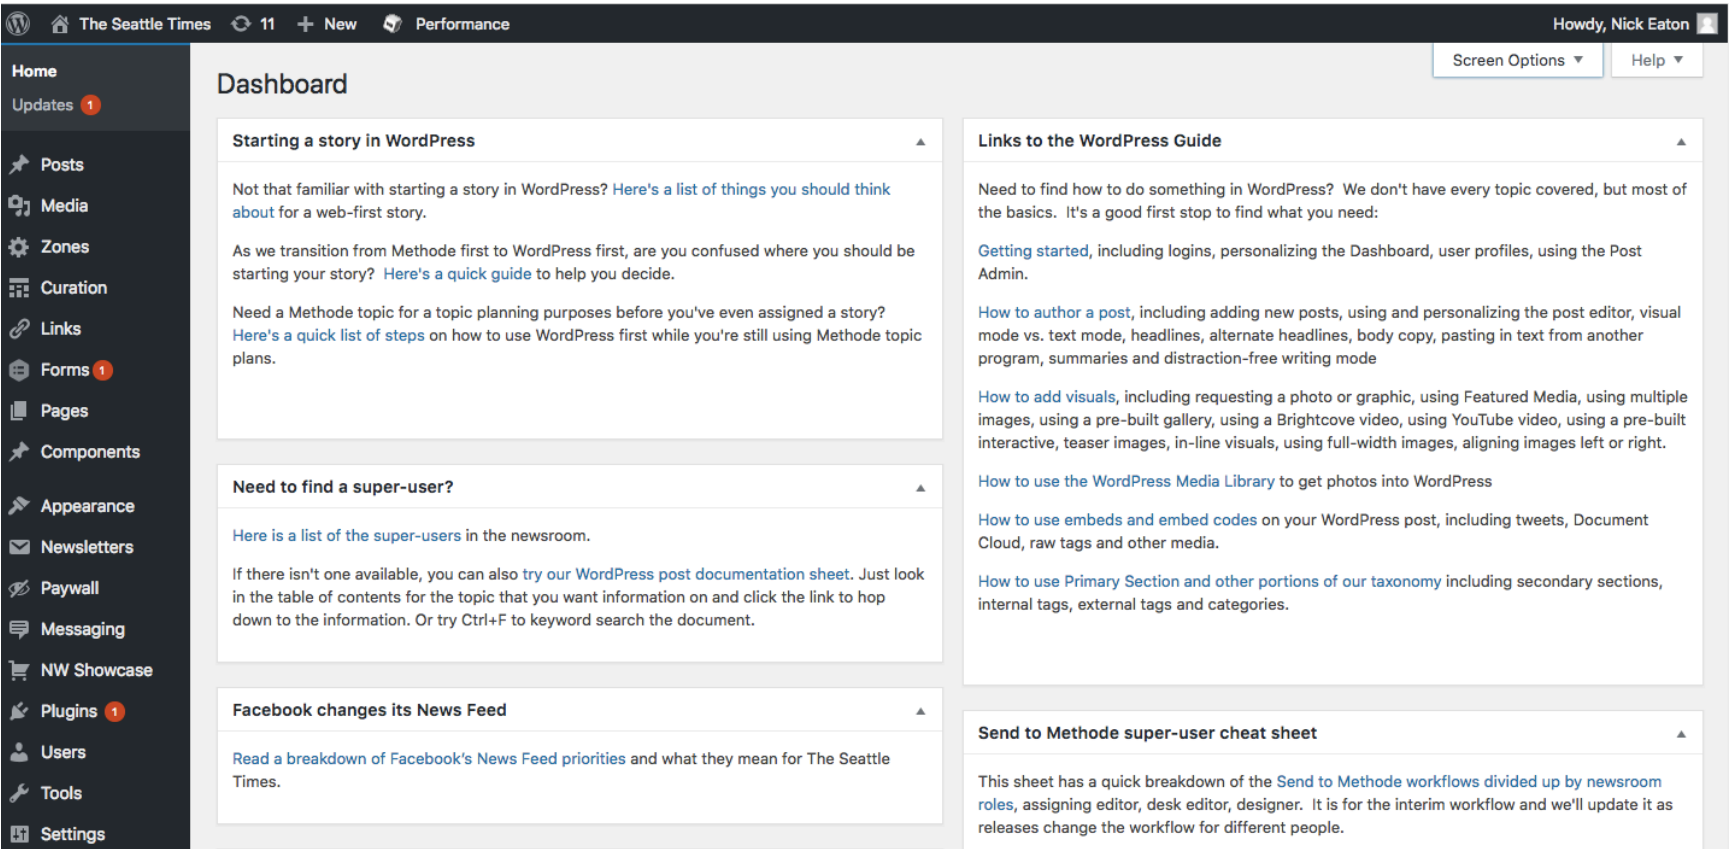 The Seattle Times 11 New Performance Howdy, Nick Eaton
Home
Updates 1
Posts
Media
Zones
Curation
Links
Forms 1
Pages
Components
Appearance
Newsletters
Paywall
Messaging
NW Showcase
Plugins 1
Users
Tools
Settings
Screen Options Help
Dashboard
Starting a story in WordPress
Not that familiar with starting a story in WordPress? Here's a list of things you should think
about for a web-first story.
As we transition from Methode first to WordPress first, are you confused where you should be
starting your story? Here's a quick guide to help you decide.
Need a Methode topic for a topic planning purposes before you've even assigned a story?
Here's a quick list of steps on how to use WordPress first while you're still using Methode topic
plans.
Need to find a super-user?
Here is a list of the super-users in the newsroom.
If there isn't one available, you can also try our WordPress post documentation sheet. Just look
in the table of contents for the topic that you want information on and click the link to hop
down to the information. Or try Ctrl+F to keyword search the document.
Facebook changes its News Feed
Read a breakdown of Facebook’s News Feed priorities and what they mean for The Seattle
Times.
Links to the WordPress Guide
Need to find how to do something in WordPress? We don't have every topic covered, but most of
the basics. It's a good first stop to find what you need:
Getting started, including logins, personalizing the Dashboard, user profiles, using the Post
Admin.
How to author a post, including adding new posts, using and personalizing the post editor, visual
mode vs. text mode, headlines, alternate headlines, body copy, pasting in text from another
program, summaries and distraction-free writing mode
How to add visuals, including requesting a photo or graphic, using Featured Media, using multiple
images, using a pre-built gallery, using a Brightcove video, using YouTube video, using a pre-built
interactive, teaser images, in-line visuals, using full-width images, aligning images left or right.
How to use the WordPress Media Library to get photos into WordPress
How to use embeds and embed codes on your WordPress post, including tweets, Document
Cloud, raw tags and other media.
How to use Primary Section and other portions of our taxonomy including secondary sections,
internal tags, external tags and categories.
Send to Methode super-user cheat sheet
This sheet has a quick breakdown of the Send to Methode workflows divided up by newsroom
roles, assigning editor, desk editor, designer. It is for the interim workflow and we'll update it as
releases change the workflow for different people.